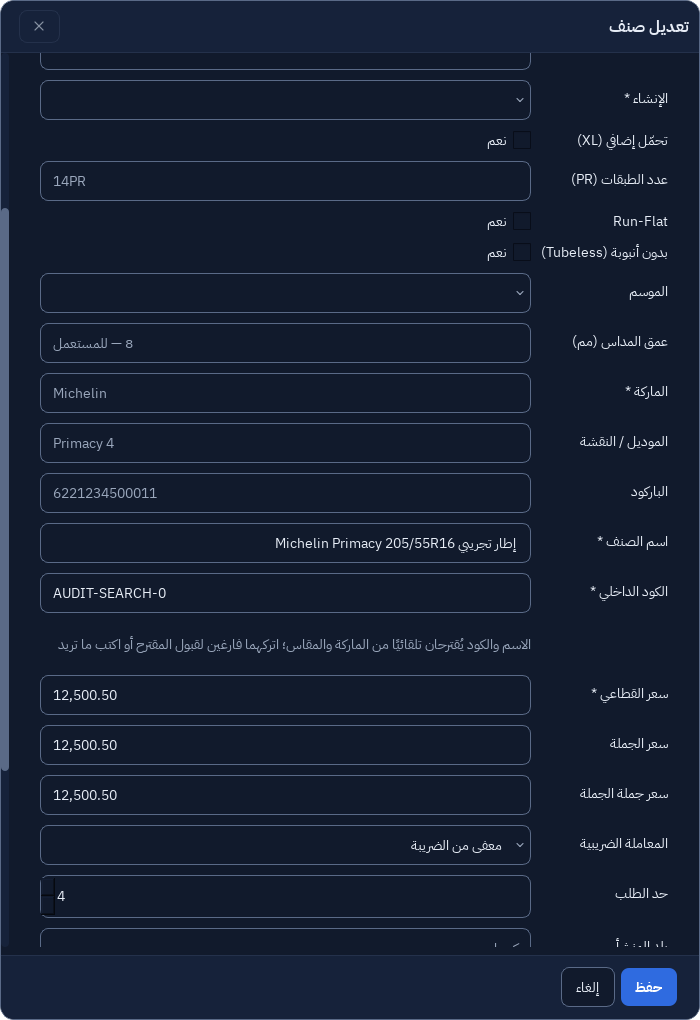 تعديل صنف
الإنشاء *
تحمّل إضافي (XL) نعم
عدد الطبقات (PR) 14PR
Run-Flat نعم
بدون أنبوبة (Tubeless) نعم
الموسم
عمق المداس (مم) 8 — للمستعمل
الماركة * Michelin
الموديل / النقشة Primacy 4
الباركود 6221234500011
اسم الصنف * إطار تجريبي Michelin Primacy 205/55R16
الكود الداخلي * AUDIT-SEARCH-0
الاسم والكود يُقترحان تلقائيًا من الماركة والمقاس؛ اتركهما فارغين لقبول المقترح أو اكتب ما تريد
سعر القطاعي * 12,500.50
سعر الجملة 12,500.50
سعر جملة الجملة 12,500.50
المعاملة الضريبية معفى من الضريبة
حد الطلب 4
حفظ إلغاء